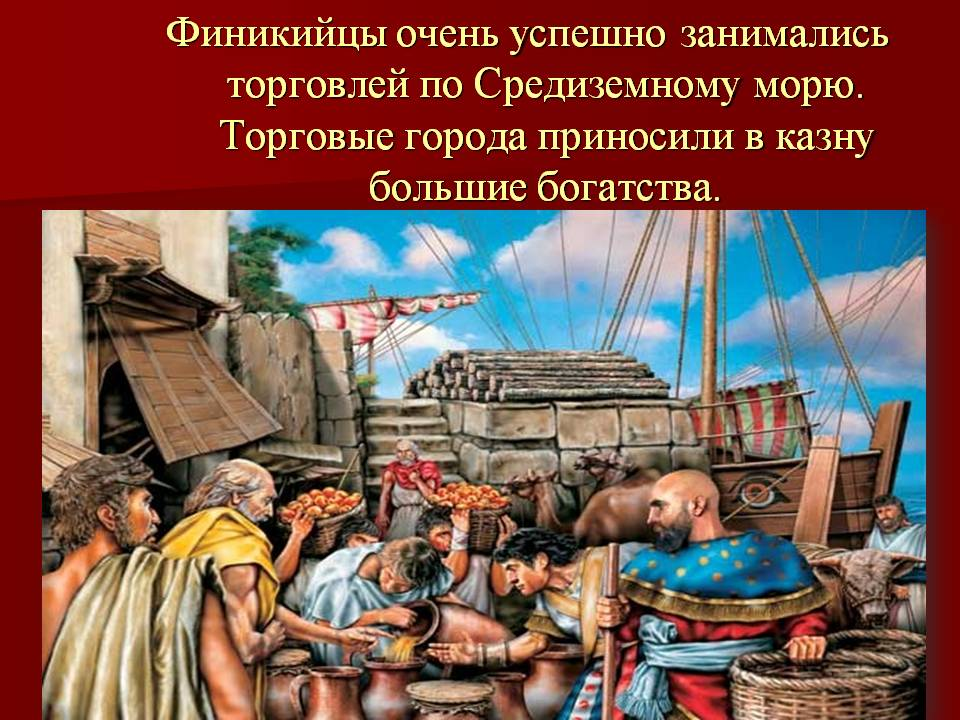 Финикийцы очень успешно занимались
торговлей по Средиземному морю.
Торговые города приносили в казну
большие богатства.